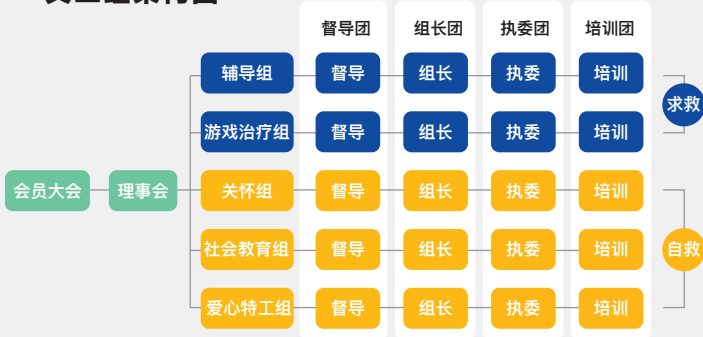 督导团 组长团 执委团 培训团
辅导组 督导 组长 执委 培训
求救
游戏治疗组 督导 组长 执委 培训
会员大会 理事会 关怀组 督导 组长 执委 培训
社会教育组 督导 组长 执委 培训 自救
爱心特工组 督导 组长 执委 培训